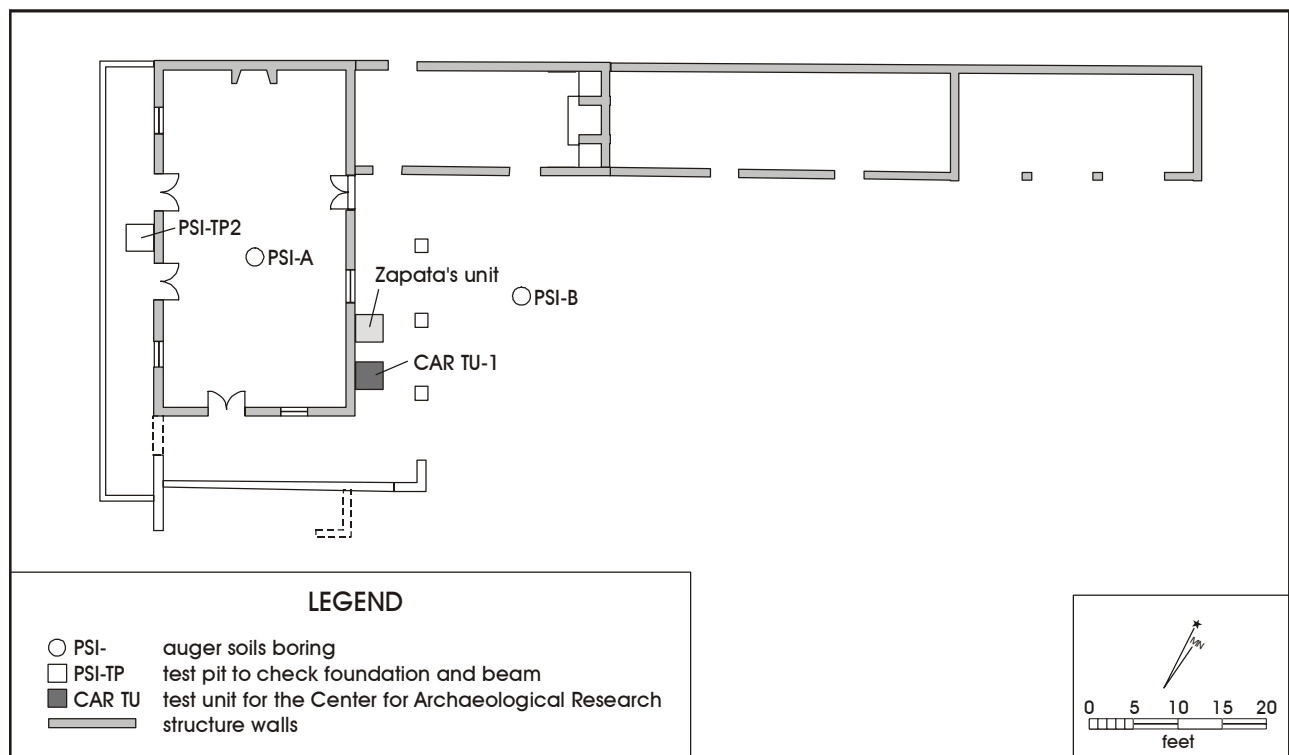 PSI-TP2
PSI-A
Zapata's unit
PSI-B
CAR TU-1
LEGEND
PSI- auger soils boring
PSI-TP test pit to check foundation and beam
CAR TU test unit for the Center for Archaeological Research
structure walls
MN
0 5 10 15 20
feet